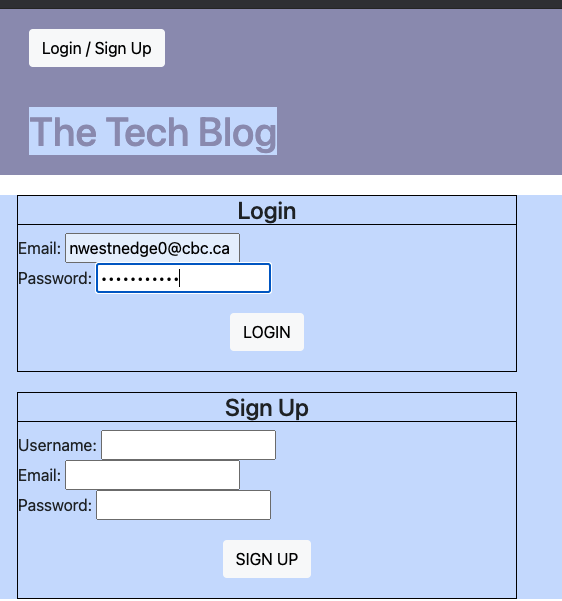 Login / Sign Up
The Tech Blog
Login
Email: nwestnedge0@cbc.ca
Password: •••••••••••
LOGIN
Sign Up
Username:
Email:
Password:
SIGN UP